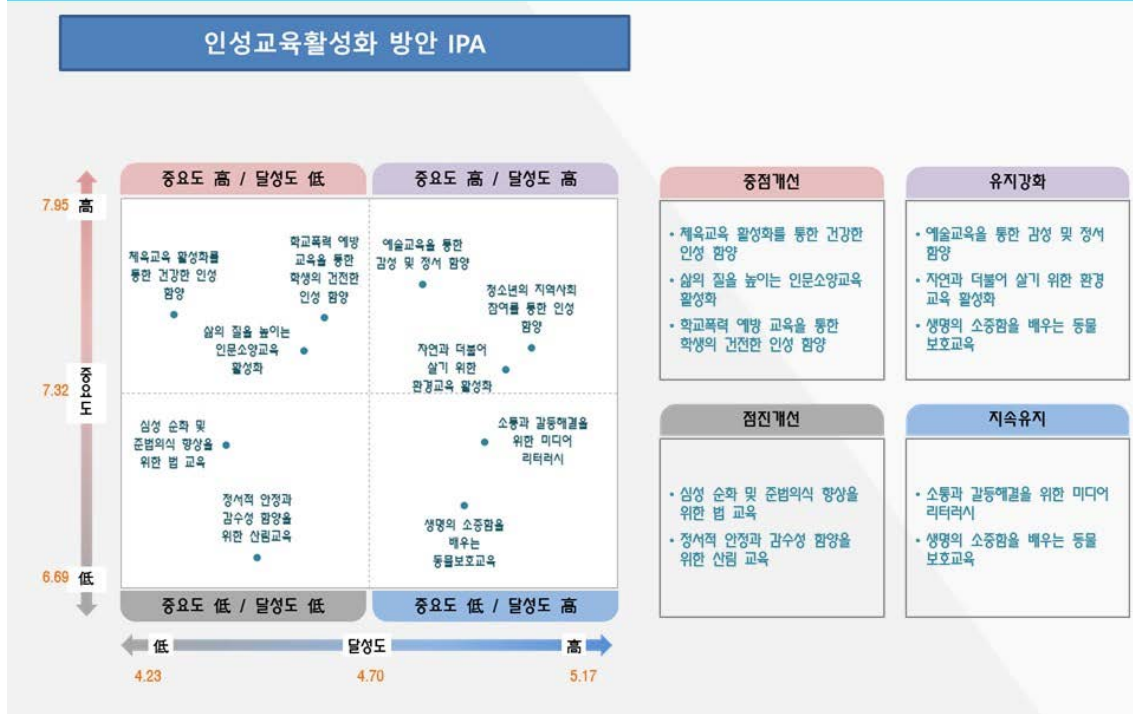 인성교육활성화 방안 IPA
중요도 高 / 달성도 低
중요도 高 / 달성도 高
7.95 高
7.32
중요도
6.69 低
체육교육 활성화를
통한 건강한 인성
함양
학교폭력 예방
교육을 통한
학생의 건전한
인성 함양
삶의 질을 높이는
인문소양교육
활성화
예술교육을 통한
감성 및 정서 함양
청소년의 지역사회
참여를 통한 인성
함양
자연과 더불어
살기 위한
환경교육 활성화
심성 순화 및
준법의식 향상을
위한 법 교육
정서적 안정과
감수성 함양을
위한 산림교육
소통과 갈등해결을
위한 미디어
리터러시
생명의 소중함을
배우는
동물보호교육
중요도 低 / 달성도 低
중요도 低 / 달성도 高
低
달성도
高
4.23
4.70
5.17
중점개선
• 체육교육 활성화를 통한 건강한
인성 함양
• 삶의 질을 높이는 인문소양교육
활성화
• 학교폭력 예방 교육을 통한
학생의 건전한 인성 함양
유지강화
• 예술교육을 통한 감성 및 정서
함양
• 자연과 더불어 살기 위한 환경
교육 활성화
• 생명의 소중함을 배우는 동물
보호교육
점진개선
• 심성 순화 및 준법의식 향상을
위한 법 교육
• 정서적 안정과 감수성 함양을
위한 산림 교육
지속유지
• 소통과 갈등해결을 위한 미디어
리터러시
• 생명의 소중함을 배우는 동물
보호교육